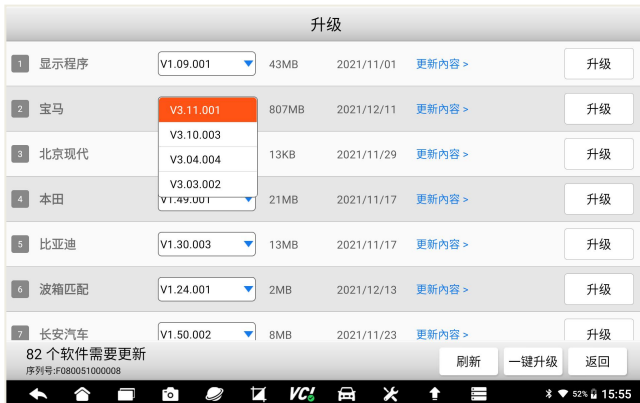 升级
1 显示程序 V1.09.001 43MB 2021/11/01 更新内容 > 升级
2 宝马 V3.11.001 807MB 2021/12/11 更新内容 > 升级
V3.10.003
3 北京现代 V3.04.004 13KB 2021/11/29 更新内容 > 升级
V3.03.002
4 本田 V1.49.001 21MB 2021/11/17 更新内容 > 升级
5 比亚迪 V1.30.003 13MB 2021/11/17 更新内容 > 升级
6 波箱匹配 V1.24.001 2MB 2021/12/13 更新内容 > 升级
7 长安汽车 V1.50.002 8MB 2021/11/23 更新内容 > 升级
82 个软件需要更新
序列号:F080051000008
刷新 一键升级 返回
VC! 52% 15:55